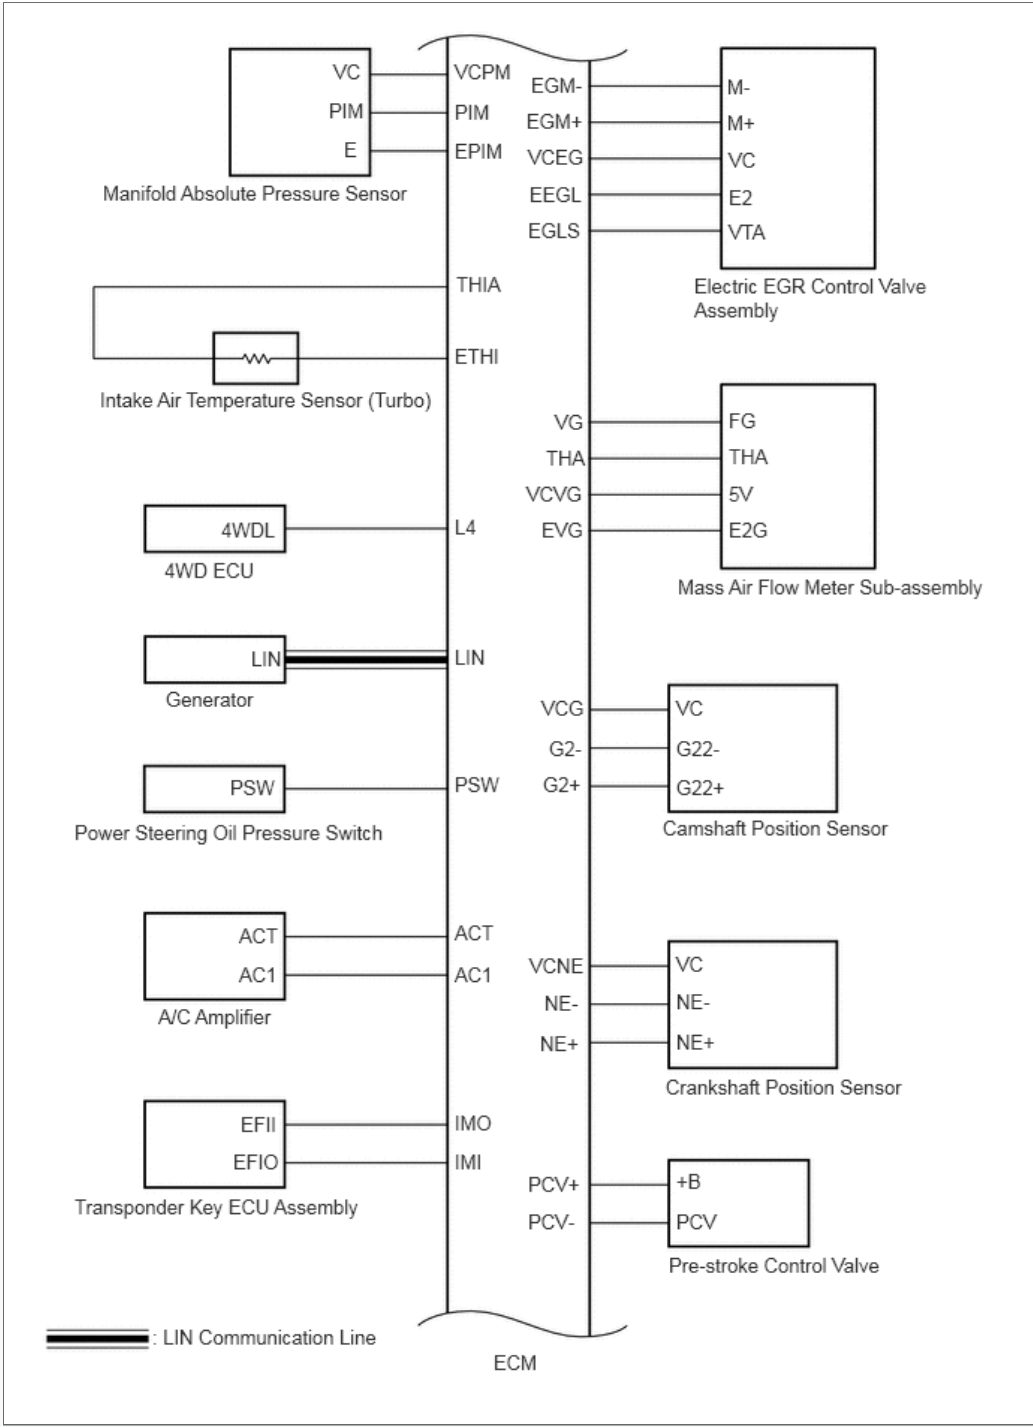 VC VCPM
PIM PIM
E EPIM
Manifold Absolute Pressure Sensor
THIA
ETHI
Intake Air Temperature Sensor (Turbo)
4WDL L4
4WD ECU
LIN LIN
Generator
PSW PSW
Power Steering Oil Pressure Switch
ACT ACT
AC1 AC1
A/C Amplifier
EFII IMO
EFIO IMI
Transponder Key ECU Assembly
EGM- M-
EGM+ M+
VCEG VC
EEGL E2
EGLS VTA
Electric EGR Control Valve
Assembly
VG FG
THA THA
VCVG 5V
EVG E2G
Mass Air Flow Meter Sub-assembly
VCG VC
G2- G22-
G2+ G22+
Camshaft Position Sensor
VCNE VC
NE- NE-
NE+ NE+
Crankshaft Position Sensor
PCV+ +B
PCV- PCV
Pre-stroke Control Valve
: LIN Communication Line
ECM